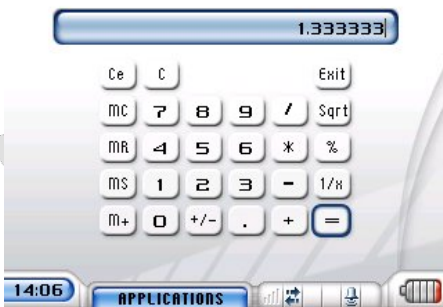 1.333333
Ce C Exit
MC 7 8 9 / Sqrt
MR 4 5 6 * %
MS 1 2 3 - 1/x
M+ 0 +/- . + =
14:06 APPLICATIONS